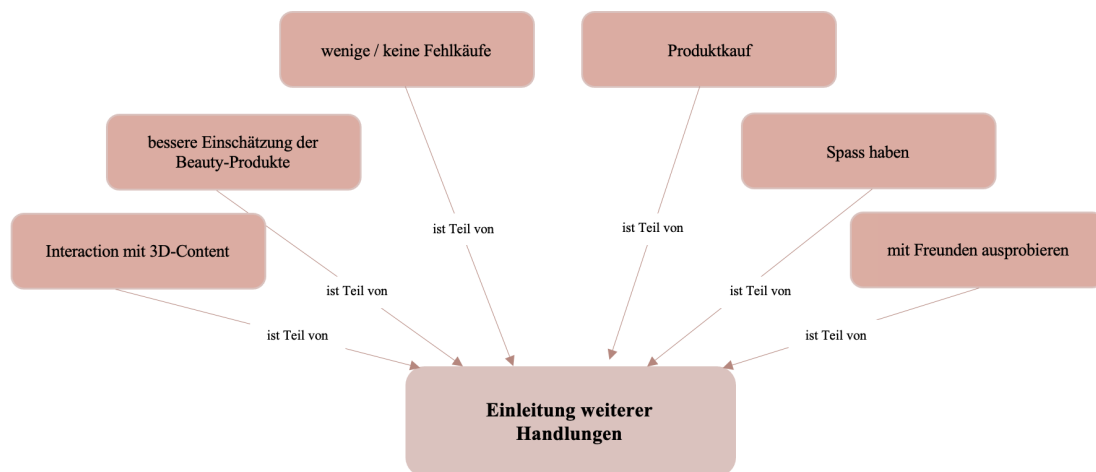 wenige / keine Fehlkäufe
Produktkauf
bessere Einschätzung der
Beauty-Produkte
Spass haben
Interaction mit 3D-Content
mit Freunden ausprobieren
ist Teil von
ist Teil von
ist Teil von
ist Teil von
ist Teil von
ist Teil von
Einleitung weiterer
Handlungen